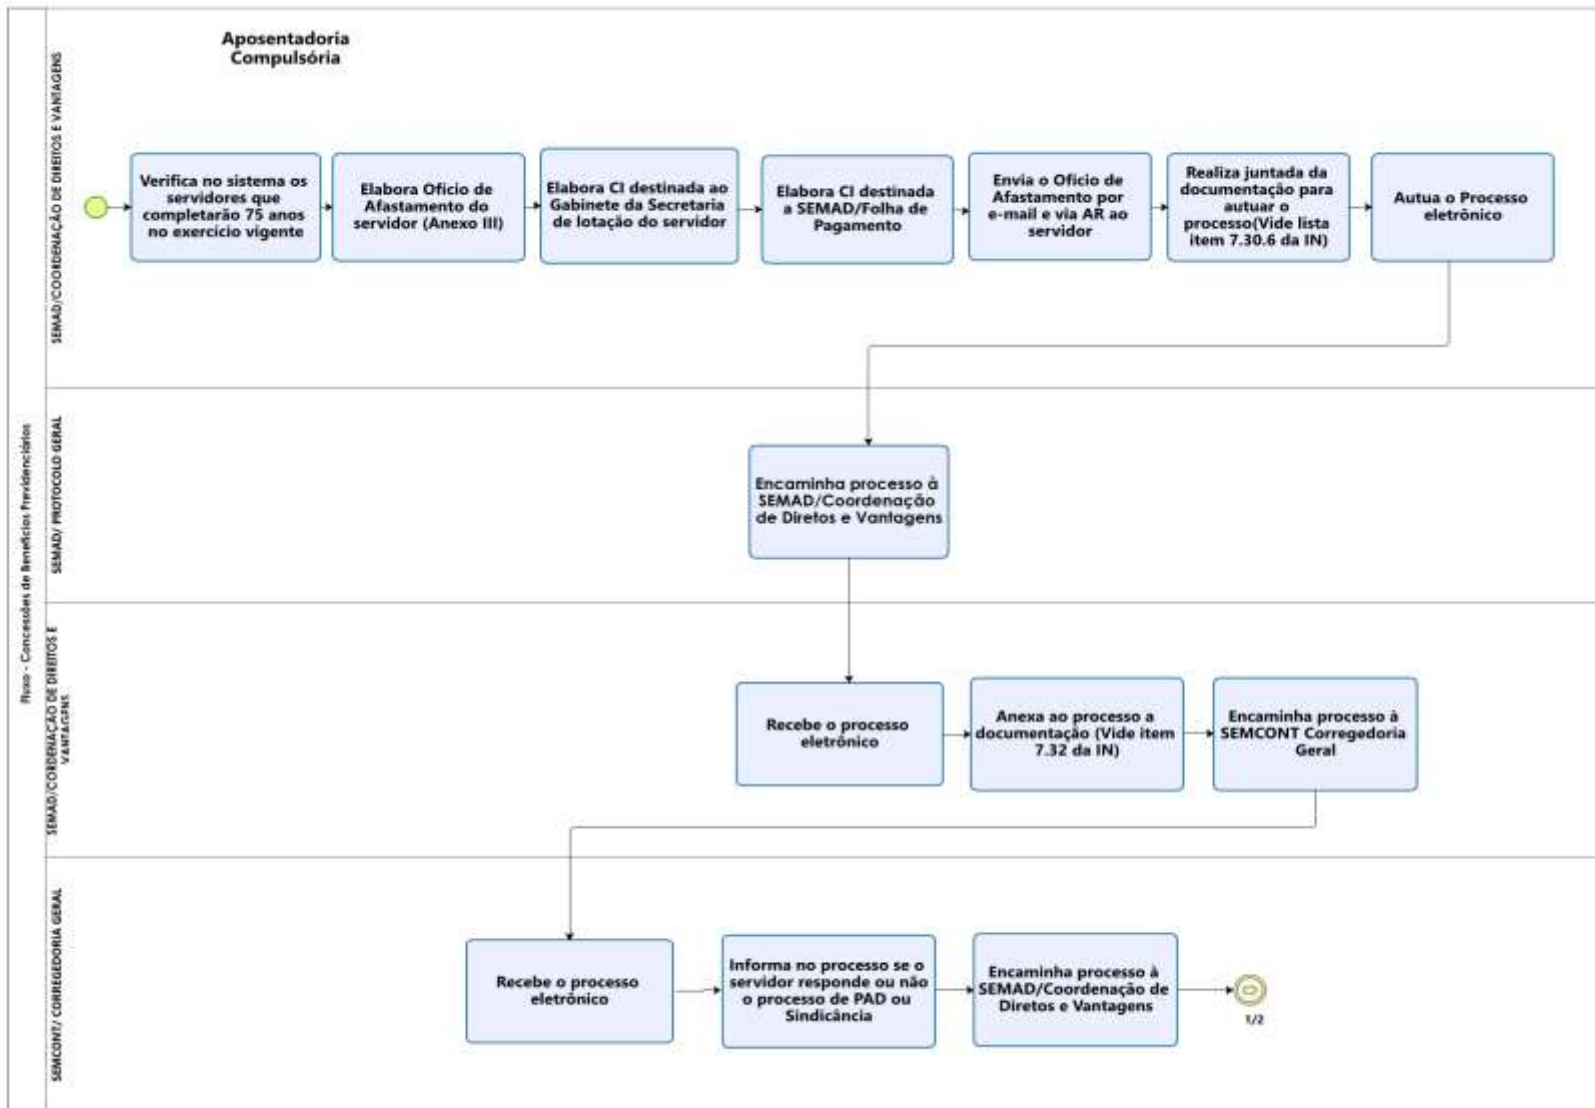 Fluxo - Concessões de Benefícios Previdenciários
SEMAD/COORDENAÇÃO DE DIREITOS E VANTAGENS
Aposentadoria
Compulsória
Verifica no sistema os
servidores que
completarão 75 anos
no exercício vigente
Elabora Ofício de
Afastamento do
servidor (Anexo III)
Elabora CI destinada ao
Gabinete da Secretaria
de lotação do servidor
Elabora CI destinada
a SEMAD/Folha de
Pagamento
Envia o Ofício de
Afastamento por
e-mail e via AR ao
servidor
Realiza juntada da
documentação para
autuar o
processo(Vide lista
item 7.30.6 da IN)
Autua o Processo
eletrônico
SEMAD/ PROTOCOLO GERAL
Encaminha processo à
SEMAD/Coordenação
de Diretos e Vantagens
SEMAD/CORDENAÇÃO DE DIREITOS E
VANTAGENS
Recebe o processo
eletrônico
Anexa ao processo a
documentação (Vide item
7.32 da IN)
Encaminha processo à
SEMCONT Corregedoria
Geral
SEMCONT/ CORREGEDORIA GERAL
Recebe o processo
eletrônico
Informa no processo se o
servidor responde ou não
o processo de PAD ou
Sindicância
Encaminha processo à
SEMAD/Coordenação de
Diretos e Vantagens
1/2